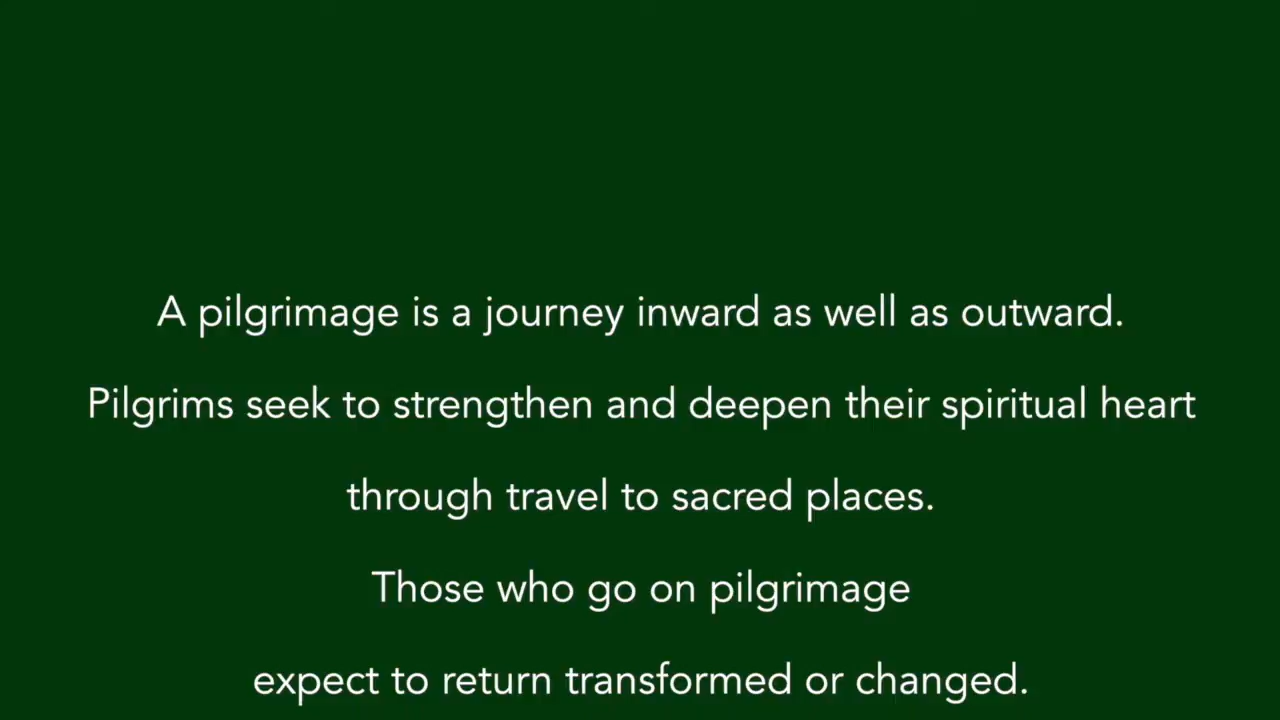 A pilgrimage is a journey inward as well as outward.
Pilgrims seek to strengthen and deepen their spiritual heart
through travel to sacred places.
Those who go on pilgrimage
expect to return transformed or changed.